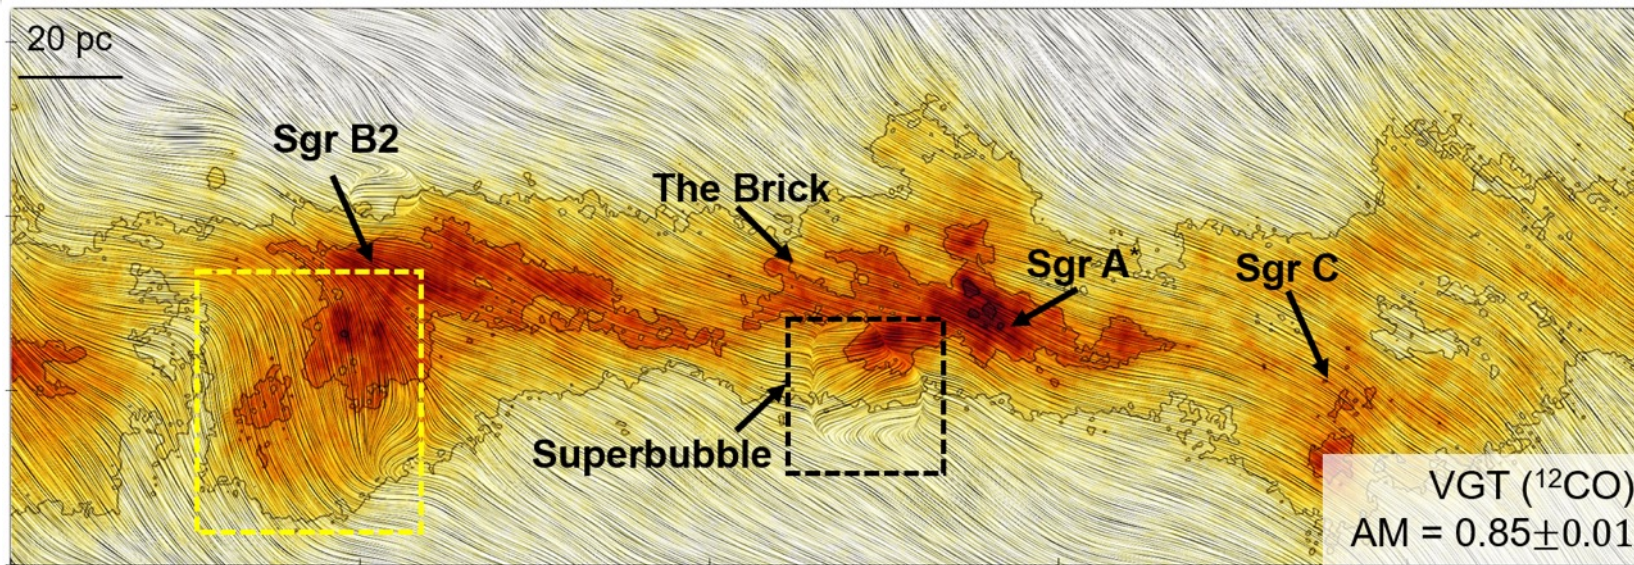 20 pc
Sgr B2
The Brick
Sgr A*
Sgr C
Superbubble
VGT (¹²CO)
AM = 0.85±0.01